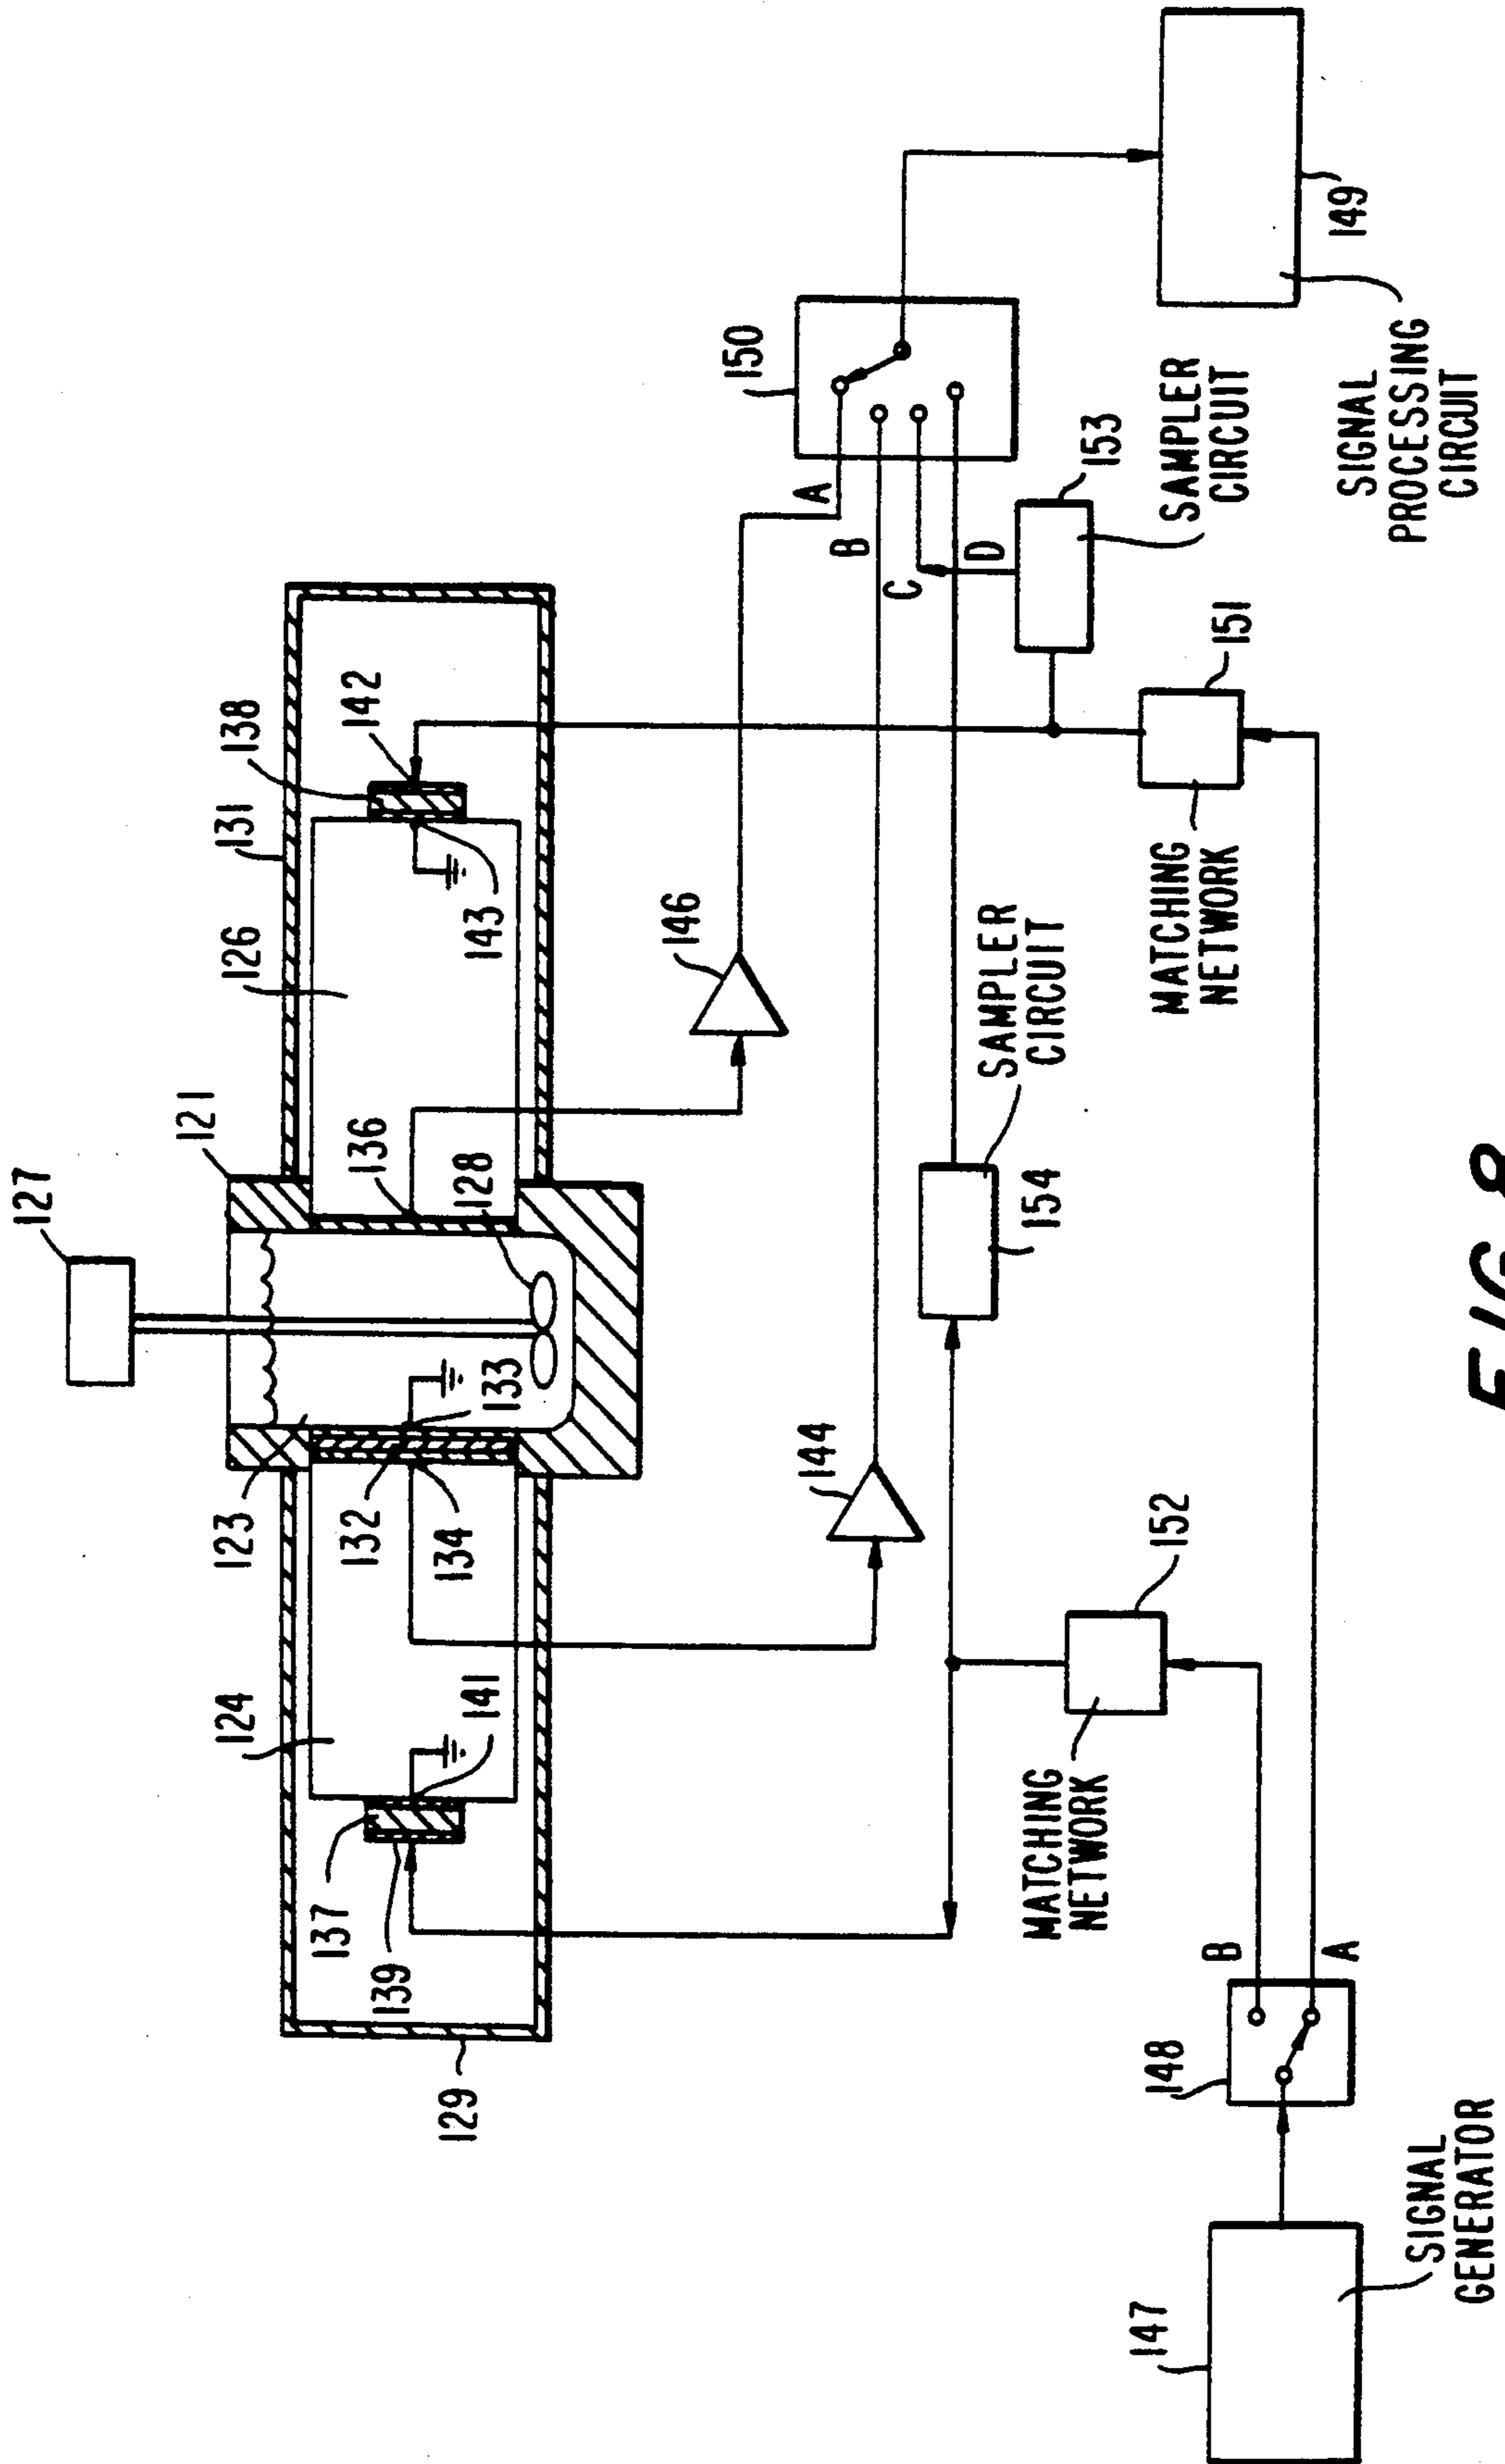 127
121
123
124
126
131
138
142
137
139
141
132
134
133
136
128
143
129
144
146
150
A
B
C
D
153
SAMPLER
CIRCUIT
154
SAMPLER
CIRCUIT
152
MATCHING
NETWORK
151
MATCHING
NETWORK
149
SIGNAL
PROCESSING
CIRCUIT
148
B
A
147
SIGNAL
GENERATOR
FIG 8